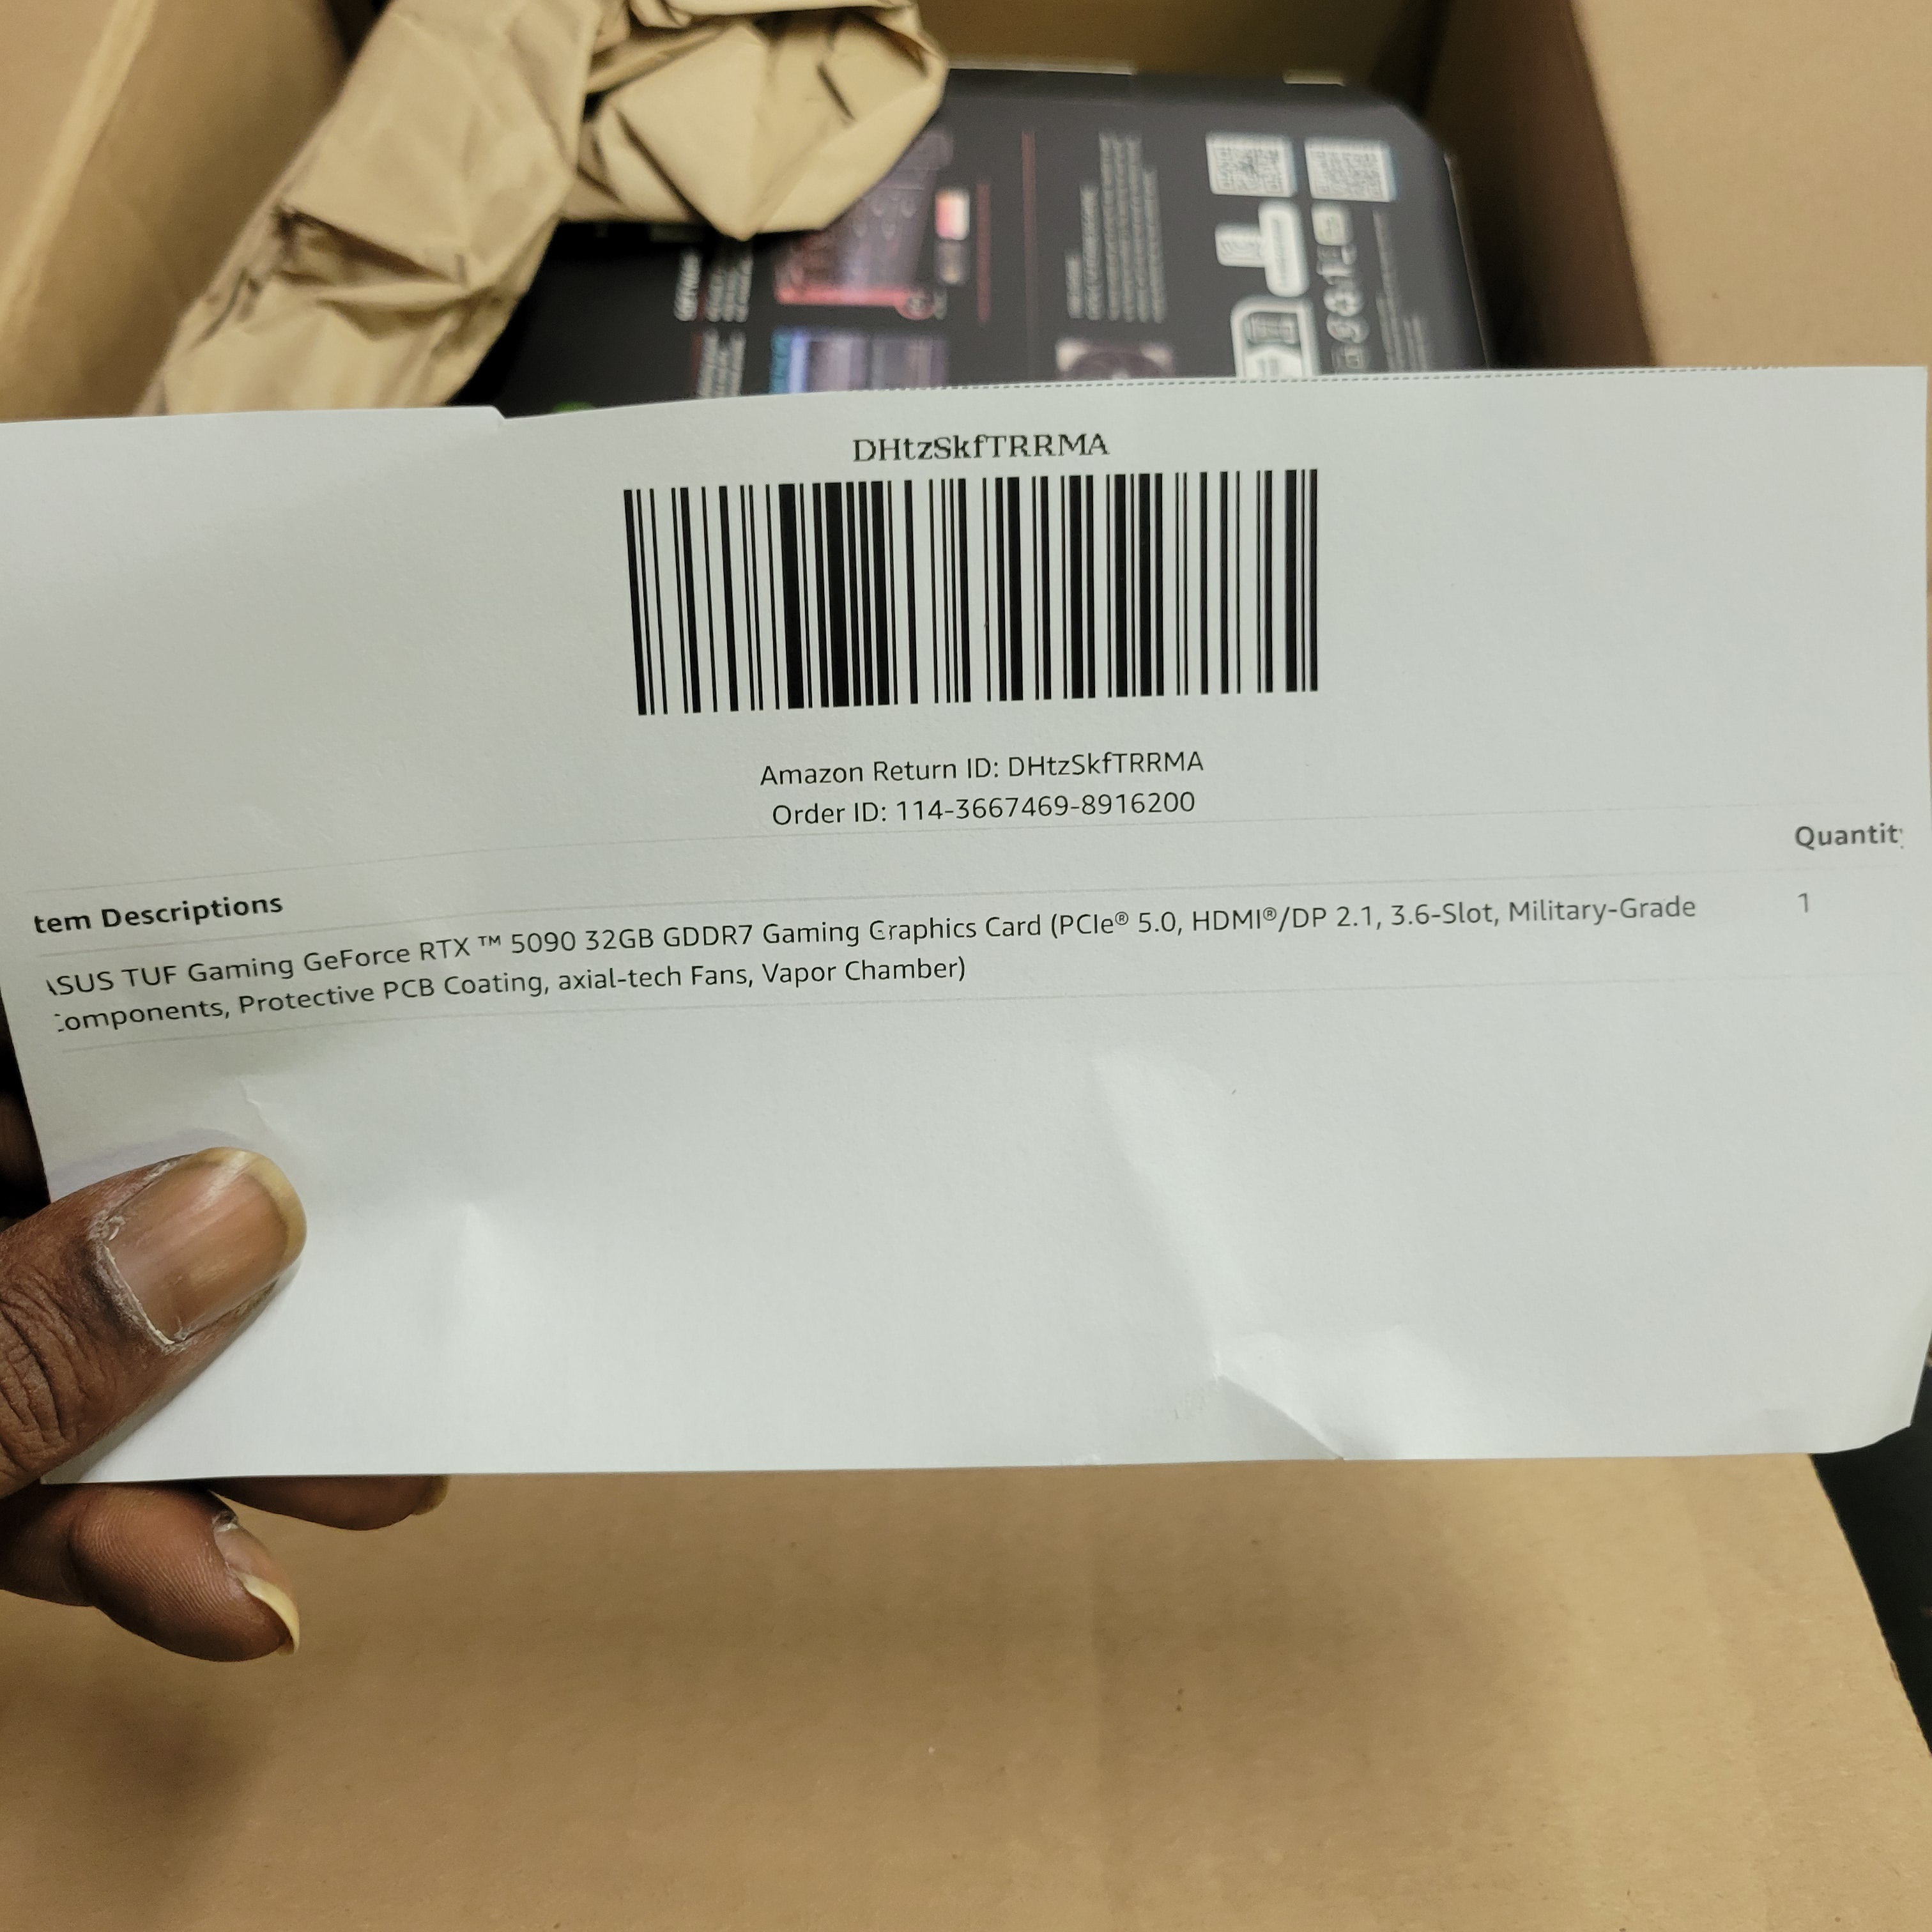 DHtzSkfTRRMA
Amazon Return ID: DHtzSkfTRRMA
Order ID: 114-3667469-8916200
Quantit
tem Descriptions
ASUS TUF Gaming GeForce RTX ™ 5090 32GB GDDR7 Gaming Graphics Card (PCIe® 5.0, HDMI®/DP 2.1, 3.6-Slot, Military-Grade
1
Components, Protective PCB Coating, axial-tech Fans, Vapor Chamber)